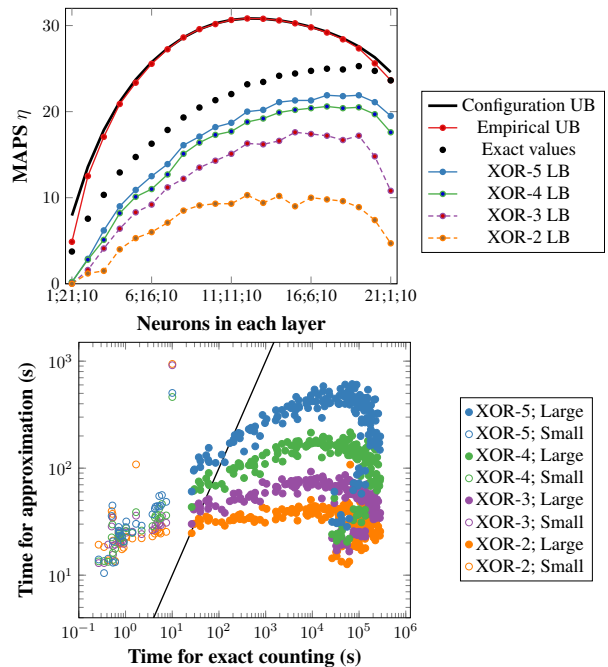 MAPS η
30
20
10
0
1;21;10 6;16;10 11;11;10 16;6;10 21;1;10
Neurons in each layer
Configuration UB
Empirical UB
Exact values
XOR-5 LB
XOR-4 LB
XOR-3 LB
XOR-2 LB
Time for approximation (s)
10³
10²
10¹
10⁻¹ 10⁰ 10¹ 10² 10³ 10⁴ 10⁵ 10⁶
Time for exact counting (s)
XOR-5; Large
XOR-5; Small
XOR-4; Large
XOR-4; Small
XOR-3; Large
XOR-3; Small
XOR-2; Large
XOR-2; Small